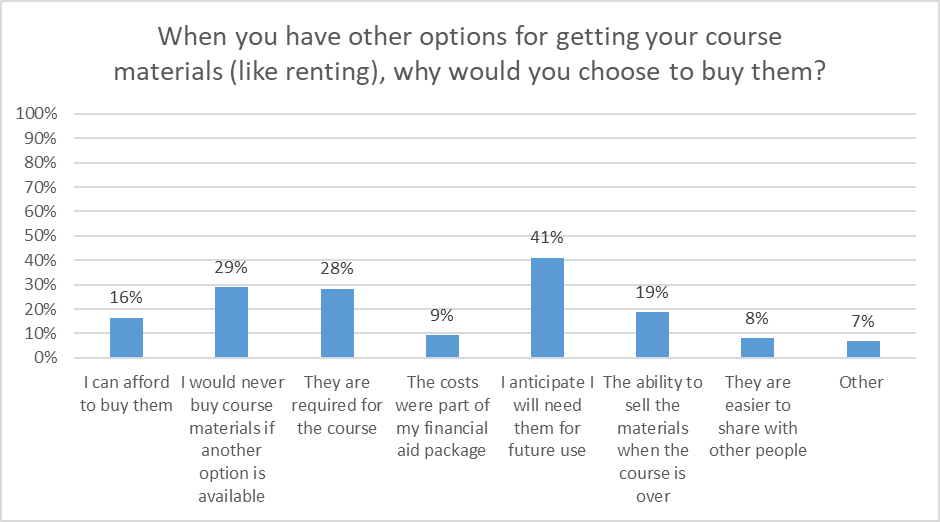 When you have other options for getting your course
materials (like renting), why would you choose to buy them?
100%
90%
80%
70%
60%
50%
40%
30%
20%
10%
0%
16%
29%
28%
9%
41%
19%
8%
7%
I can afford
to buy them
I would never
buy course
materials if
another
option is
available
They are
required for
the course
The costs
were part of
my financial
aid package
I anticipate I
will need
them for
future use
The ability to
sell the
materials
when the
course is
over
They are
easier to
share with
other people
Other